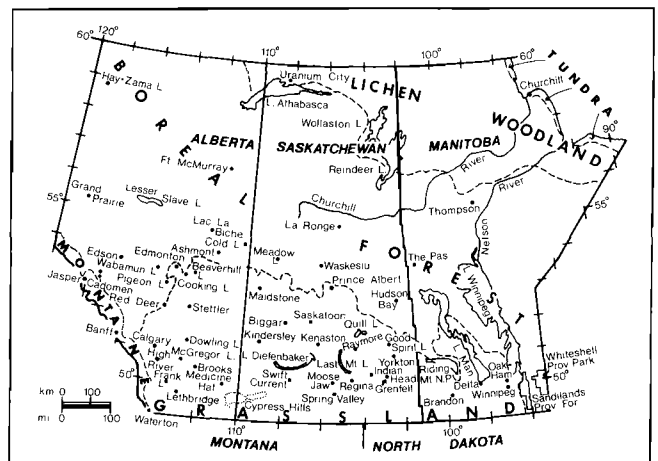 60° 120°
110°
100°
60°
TUNDRA
Hay-Zama L
Uranium City
LICHEN
Churchill
L. Athabasca
Wollaston L
WOODLAND
90°
BOREAL
ALBERTA
SASKATCHEWAN
MANITOBA
Ft McMurray
Reindeer L.
River
River
55°
Grand Prairie
Lesser Slave L
Churchill
Thompson
55°
La Ronge
Nelson
Lac La Biche
Cold L
Meadow
FOREST
The Pas
Edson
Edmonton
Ashmont
Beaverhill L
Waskesiu
MONTANE
Wabamun L
Jasper
Cadomen
Pigeon L
Cooking L
Prince Albert
L Winnipeg
Red Deer
Stettler
Maidstone
Hudson Bay
Biggar
Saskatoon
Quill L
Banff
Calgary
Dowling L
Kindersley
Kenaston
Raymore
Good Spirit L
High River
McGregor L.
L Diefenbaker
Last Mt L
Yorkton
Riding Mt N.P.
L Man
Oak Ham
Whiteshell Prov Park
50°
Frank
Brooks
Medicine Hat
Swift Current
Moose Jaw
Regina
Indian Head
Grenfell
Delta
50°
Lethbridge
Cypress Hills
Spring Valley
Brandon
Winnipeg
Sandilands Prov For
km 0 100
mi 0 100
Waterton
GRASSLAND
110°
100°
MONTANA
NORTH DAKOTA